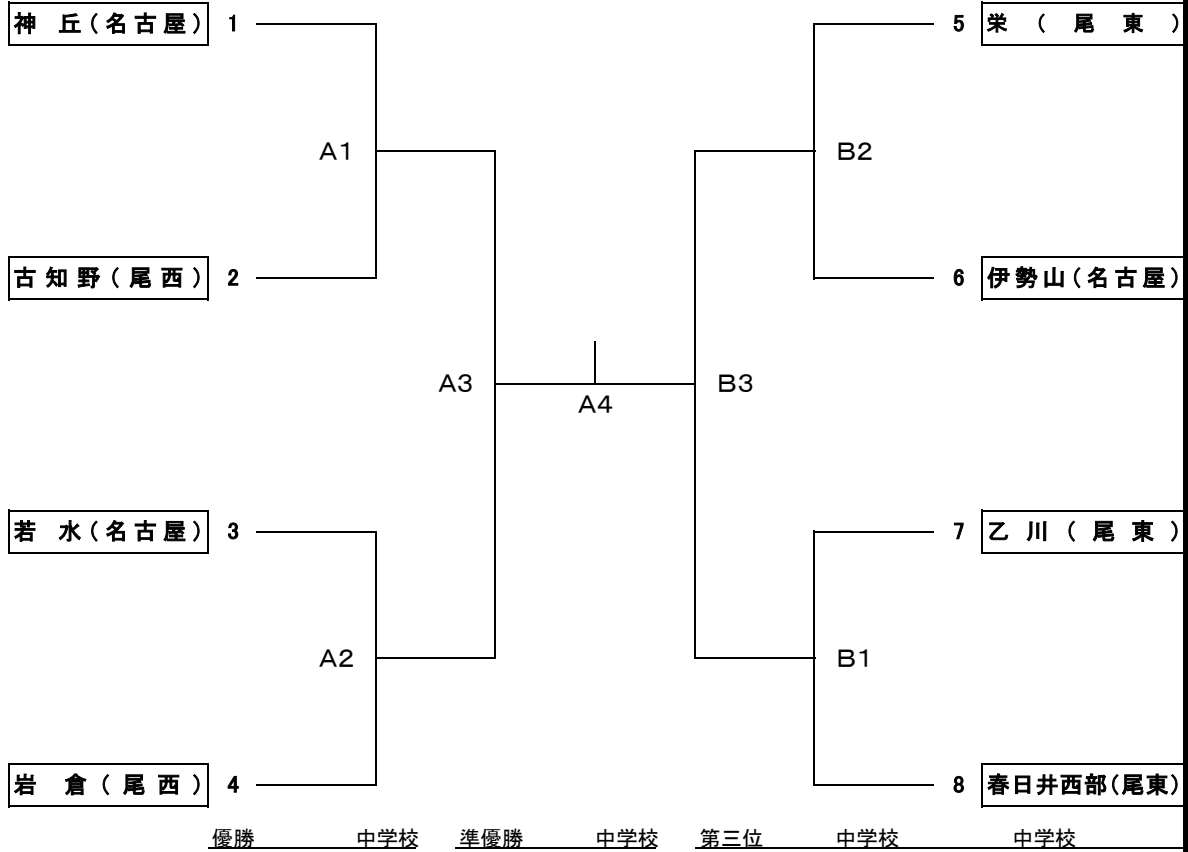 神　丘(名古屋) 1
5 栄(尾東)
A1
B2
古知野(尾西) 2
6 伊勢山(名古屋)
A3
B3
A4
若　水(名古屋) 3
7 乙川(尾東)
A2
B1
岩　倉(尾西) 4
8 春日井西部(尾東)
優勝　中学校　準優勝　中学校　第三位　中学校　中学校